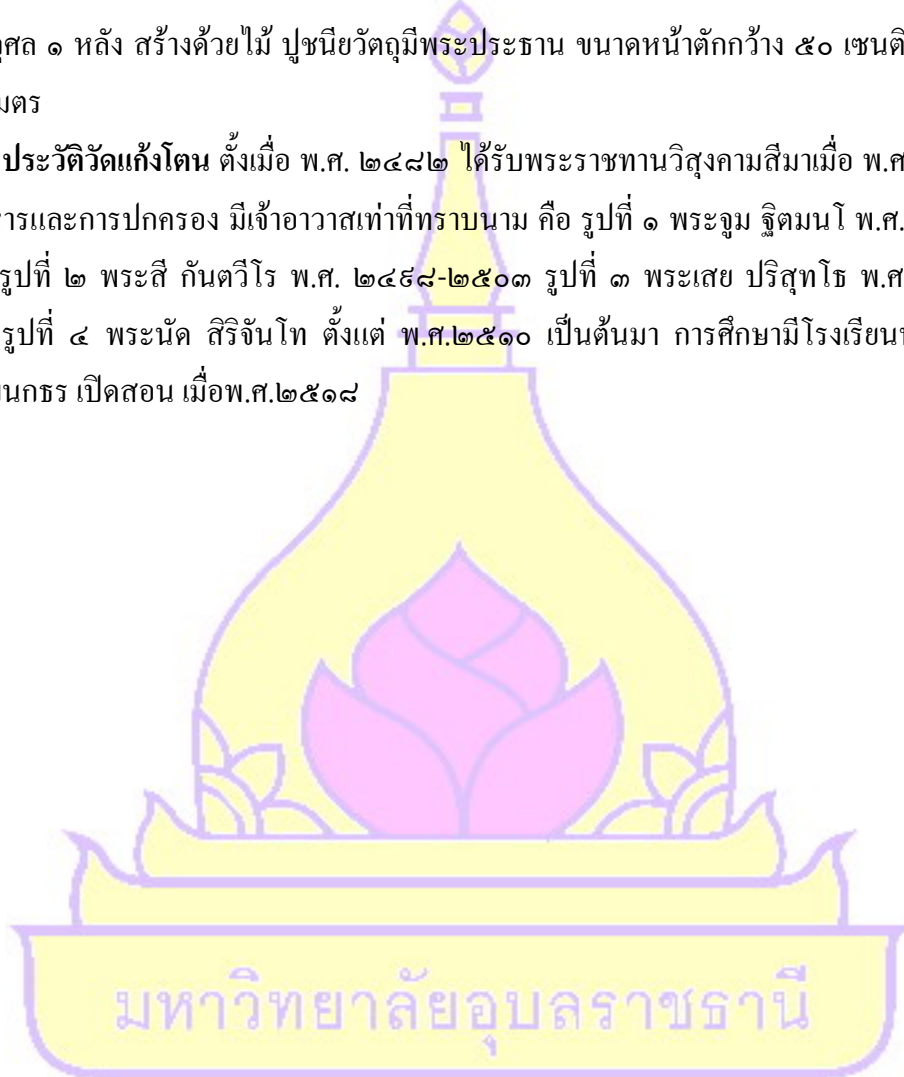 ศล ๑ หลัง สร้างด้วยไม้ ปูชนียวัตถุมีพระประธาน ขนาดหน้าตักกว้าง ๕๐ เซนติ
มตร
ประวัติวัดแก้งโตน ตั้งเมื่อ พ.ศ. ๒๔๘๒ ได้รับพระราชทานวิสุงคามสีมาเมื่อ พ.ศ
ารและการปกครอง มีเจ้าอาวาสเท่าที่ทราบนาม คือ รูปที่ ๑ พระจูม ฐิตมนโ พ.ศ.
รูปที่ ๒ พระสี กันตวีโร พ.ศ. ๒๔๙๘-๒๕๐๓ รูปที่ ๓ พระเสย ปริสุทโธ พ.ศ
รูปที่ ๔ พระนัด สิริจันโท ตั้งแต่ พ.ศ.๒๕๑๐ เป็นต้นมา การศึกษามีโรงเรียน
นกธร เปิดสอน เมื่อพ.ศ.๒๕๑๘
มหาวิทยาลัยอุบลราชธานี